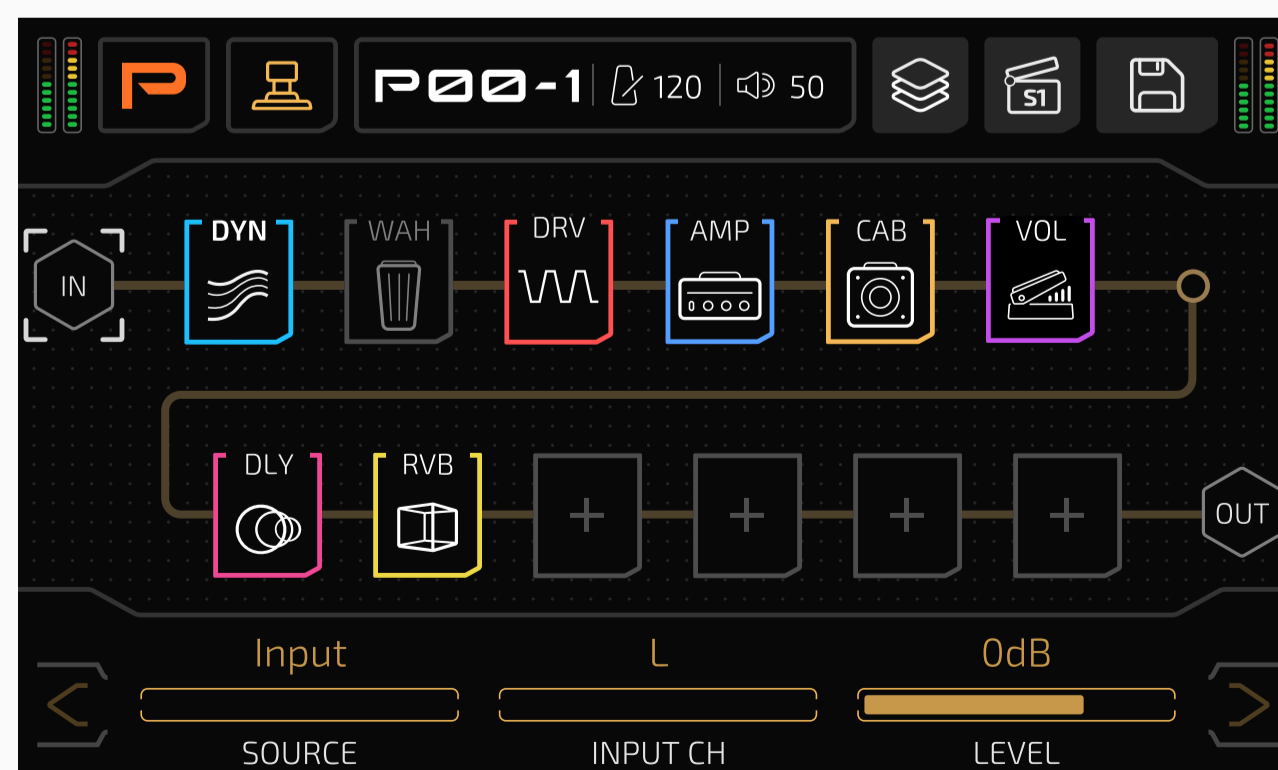 P00-1 120 50 S1
IN DYN WAH DRV AMP CAB VOL
DLY RVB + + + + OUT
Input L 0dB
SOURCE INPUT CH LEVEL